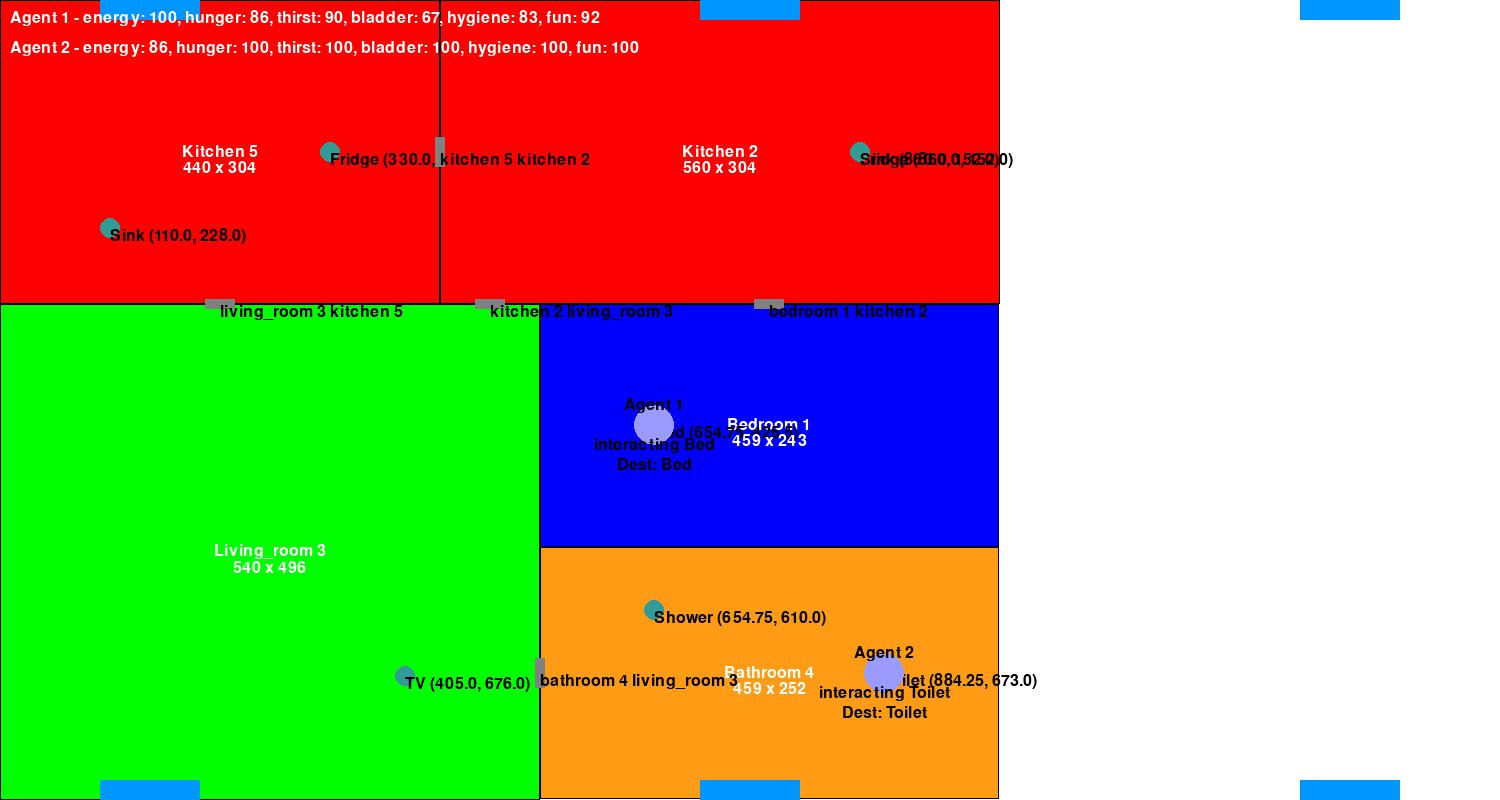 Agent 1 - energy: 100, hunger: 86, thirst: 90, bladder: 67, hygiene: 83, fun: 92
Agent 2 - energy: 86, hunger: 100, thirst: 100, bladder: 100, hygiene: 100, fun: 100
Kitchen 5
440 x 304
Fridge (330.0,
kitchen 5 kitchen 2
Kitchen 2
560 x 304
Sink (110.0, 228.0)
living_room 3 kitchen 5
kitchen 2 living_room 3
bedroom 1 kitchen 2
Agent 1
Bedroom 1
459 x 243
interacting Bed
Dest: Bed
Living_room 3
540 x 496
Shower (654.75, 610.0)
Agent 2
Bathroom 4
459 x 252
TV (405.0, 676.0)
bathroom 4 living_room 3
ilet (884.25, 673.0)
interacting Toilet
Dest: Toilet